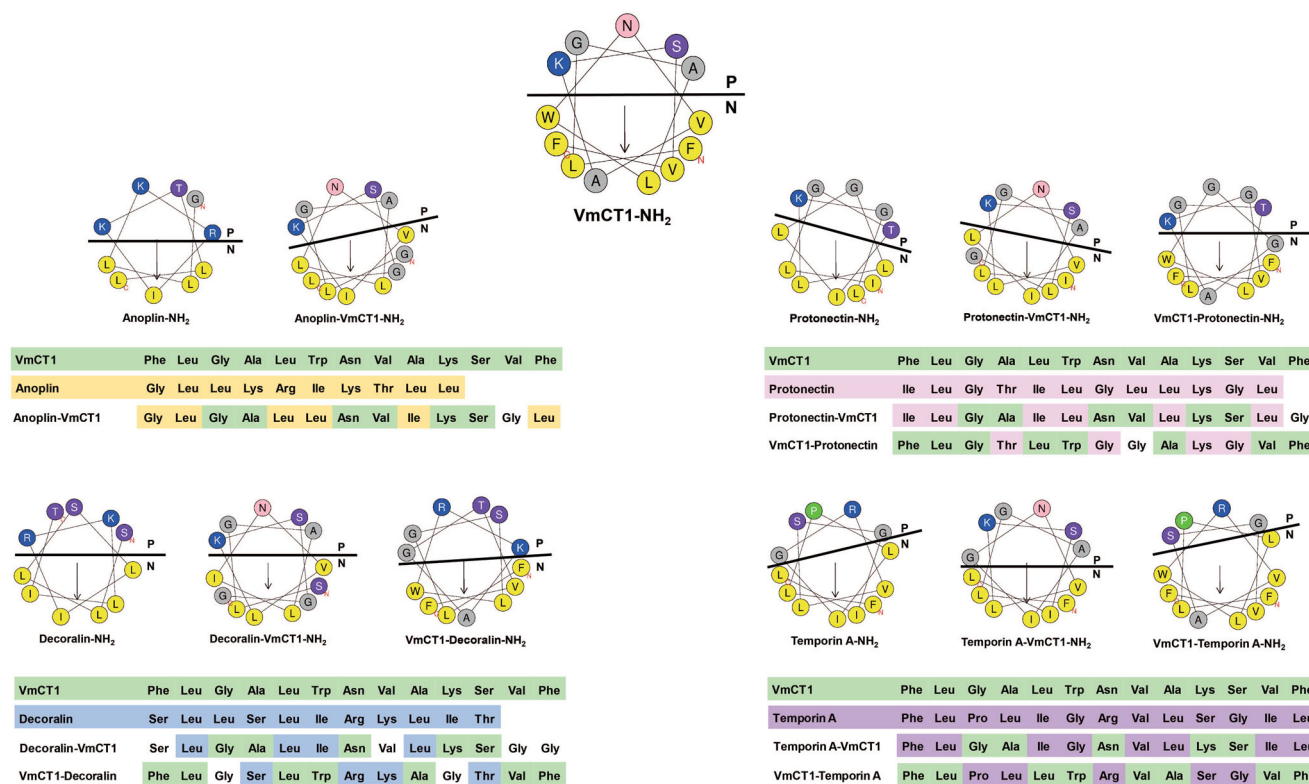 N
G S
K A
P
N
W V
F F N
L V
A L
VmCT1-NH2
K T G N
K R
P
N
L L
L C L
I
Anoplin-NH2
N S
G A
K V
P
N
L G N
L G
L I L
Anoplin-VmCT1-NH2
G G
K G
L T
P
N
L L
L I N
I L C
Protonectin-NH2
G N
K S
L A
P
N
G V
L I N
I L
Protonectin-VmCT1-NH2
G G G
K T
G
P
N
W F N
F V
L A L
VmCT1-Protonectin-NH2
VmCT1 Phe Leu Gly Ala Leu Trp Asn Val Ala Lys Ser Val Phe
Anoplin Gly Leu Leu Lys Arg Ile Lys Thr Leu Leu
Anoplin-VmCT1 Gly Leu Gly Ala Leu Leu Asn Val Ile Lys Ser Gly Leu
VmCT1 Phe Leu Gly Ala Leu Trp Asn Val Ala Lys Ser Val Phe
Protonectin Ile Leu Gly Thr Ile Leu Gly Leu Leu Lys Gly Leu
Protonectin-VmCT1 Ile Leu Gly Ala Ile Leu Asn Val Leu Lys Ser Leu Gly
VmCT1-Protonectin Phe Leu Gly Thr Leu Trp Gly Gly Ala Lys Gly Val Phe
T S K
R S N
P
N
L L
I L
I L
Decoralin-NH2
N S
G A
K
P
N
I V
G S N
L G
L L
Decoralin-VmCT1-NH2
R T S
G
G K
P
N
W F N
F V
L A L
VmCT1-Decoralin-NH2
P R
S G
G L
P
N
L V
L F N
L I I
Temporin A-NH2
G N
K S
G A
P
N
L V
L F N
L I I
Temporin A-VmCT1-NH2
P R
S G
L
P
N
W V
F F N
L V
A L
VmCT1-Temporin A-NH2
VmCT1 Phe Leu Gly Ala Leu Trp Asn Val Ala Lys Ser Val Phe
Decoralin Ser Leu Leu Ser Leu Ile Arg Lys Leu Ile Thr
Decoralin-VmCT1 Ser Leu Gly Ala Leu Ile Asn Val Leu Lys Ser Gly Gly
VmCT1-Decoralin Phe Leu Gly Ser Leu Trp Arg Lys Ala Gly Thr Val Phe
VmCT1 Phe Leu Gly Ala Leu Trp Asn Val Ala Lys Ser Val Phe
Temporin A Phe Leu Pro Leu Ile Gly Arg Val Leu Ser Gly Ile Leu
Temporin A-VmCT1 Phe Leu Gly Ala Ile Gly Asn Val Leu Lys Ser Ile Leu
VmCT1-Temporin A Phe Leu Pro Leu Leu Trp Arg Val Ala Ser Gly Val Phe